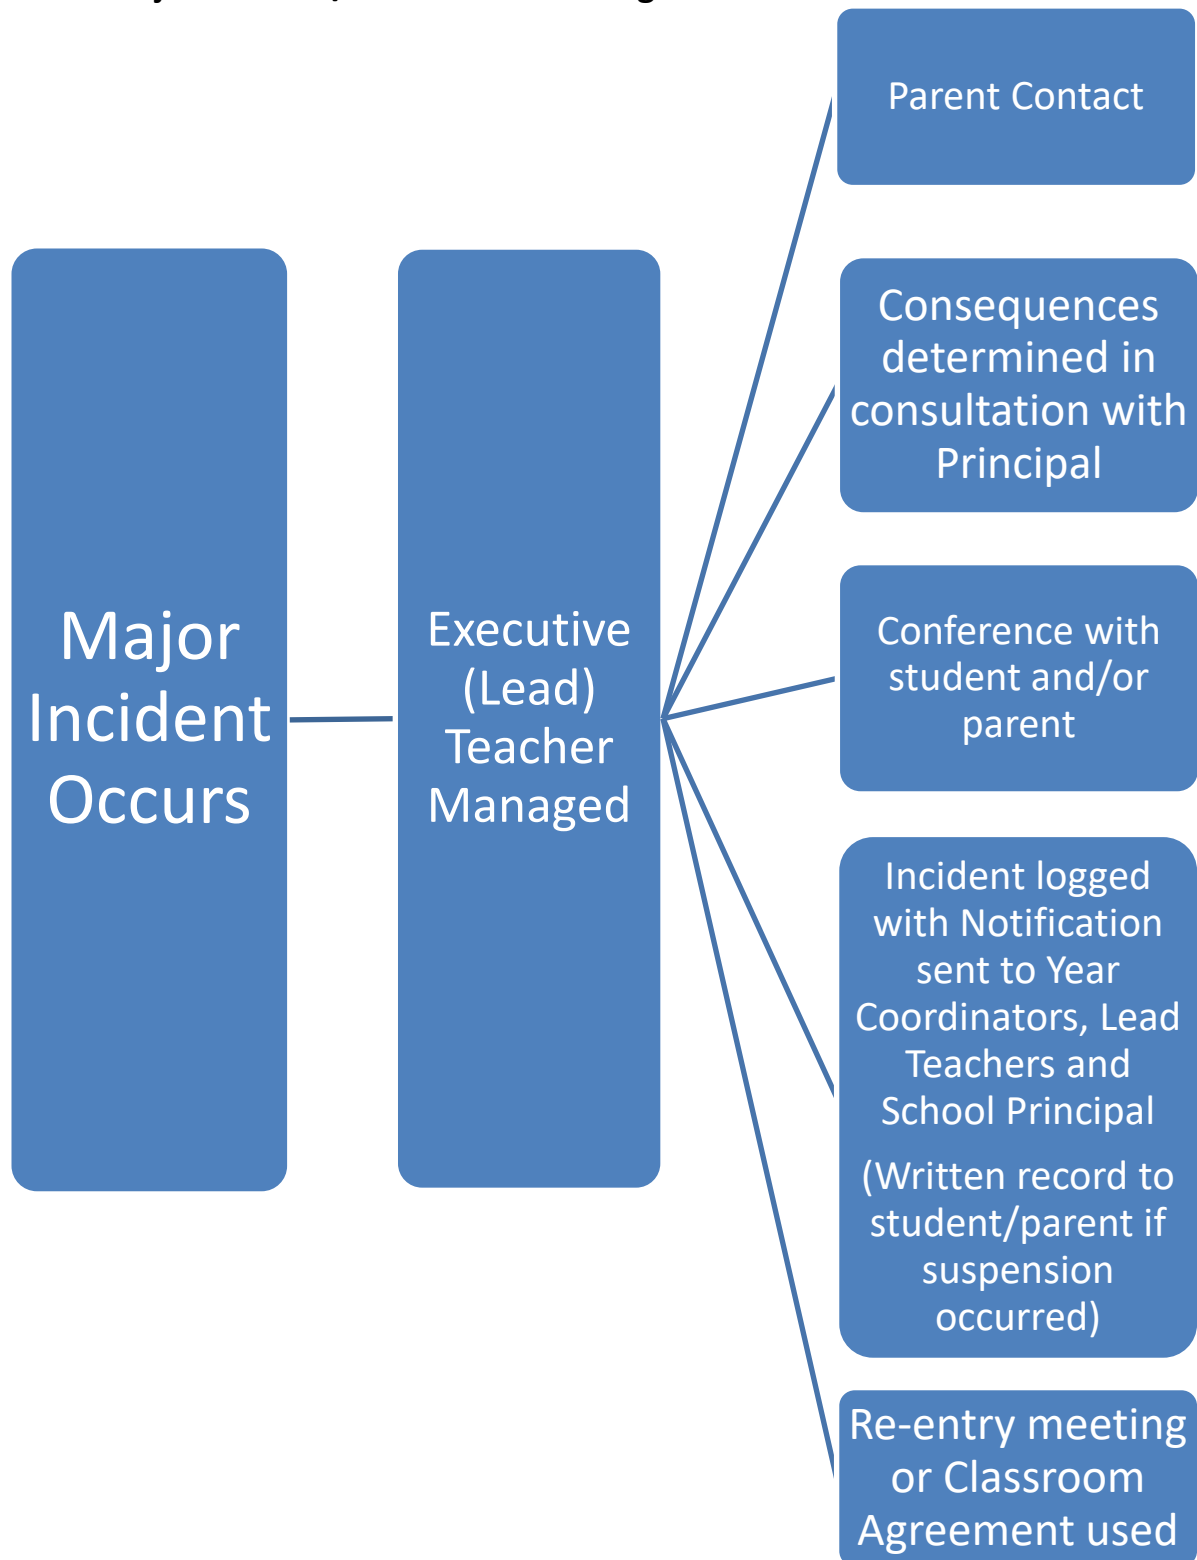 Major
Incident
Occurs
Executive
(Lead)
Teacher
Managed
Parent Contact
Consequences
determined in
consultation with
Principal
Conference with
student and/or
parent
Incident logged
with Notification
sent to Year
Coordinators, Lead
Teachers and
School Principal
(Written record to
student/parent if
suspension
occurred)
Re-entry meeting
or Classroom
Agreement used